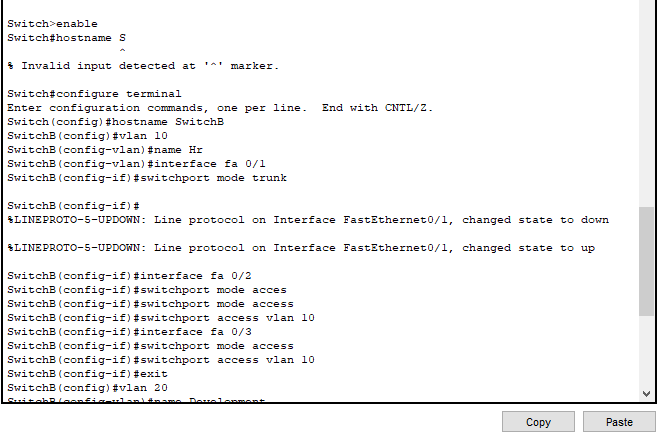 Switch>enable
Switch#hostname S
^
% Invalid input detected at '^' marker.
Switch#configure terminal
Enter configuration commands, one per line.  End with CNTL/Z.
Switch(config)#hostname SwitchB
SwitchB(config)#vlan 10
SwitchB(config-vlan)#name Hr
SwitchB(config-vlan)#interface fa 0/1
SwitchB(config-if)#switchport mode trunk
SwitchB(config-if)#
%LINEPROTO-5-UPDOWN: Line protocol on Interface FastEthernet0/1, changed state to down
%LINEPROTO-5-UPDOWN: Line protocol on Interface FastEthernet0/1, changed state to up
SwitchB(config-if)#interface fa 0/2
SwitchB(config-if)#switchport mode acces
SwitchB(config-if)#switchport mode access
SwitchB(config-if)#switchport access vlan 10
SwitchB(config-if)#interface fa 0/3
SwitchB(config-if)#switchport mode access
SwitchB(config-if)#switchport access vlan 10
SwitchB(config-if)#exit
SwitchB(config)#vlan 20
SwitchB(config-vlan)#name Development
Copy
Paste